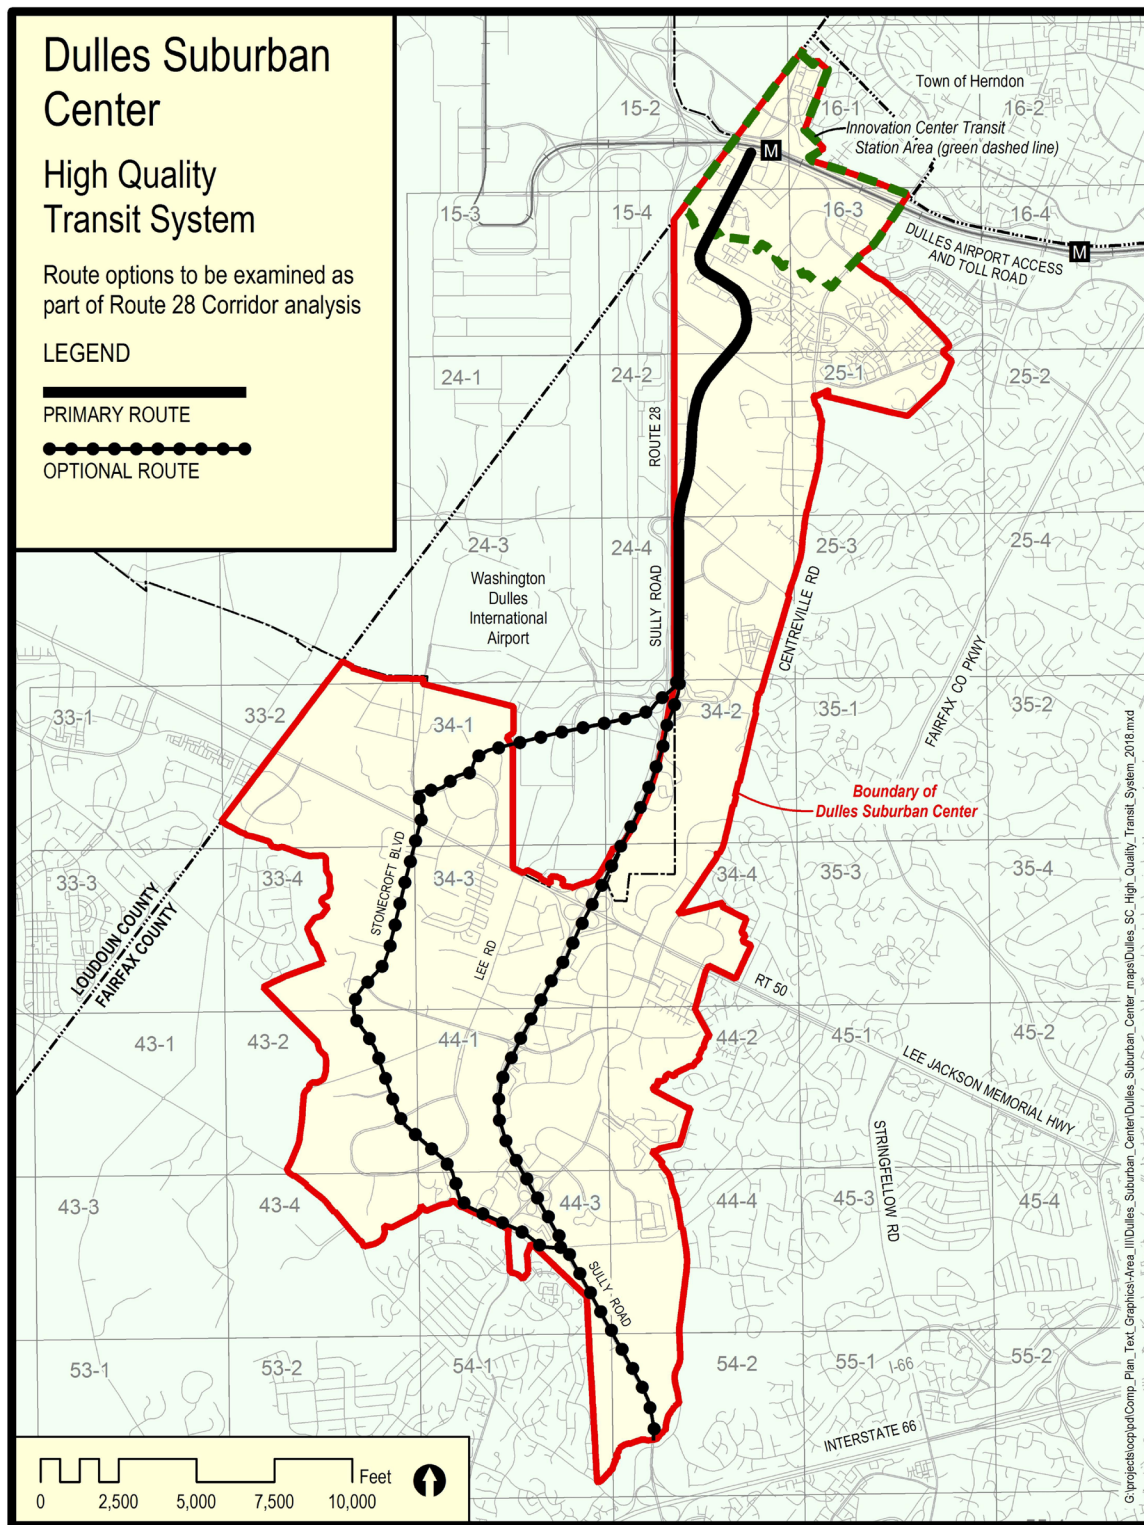 Dulles Suburban
Center
High Quality
Transit System
Route options to be examined as
part of Route 28 Corridor analysis
LEGEND
PRIMARY ROUTE
OPTIONAL ROUTE
Town of Herndon
15-2
16-1
16-2
Innovation Center Transit
Station Area (green dashed line)
M
15-3
15-4
16-3
16-4
DULLES AIRPORT ACCESS
AND TOLL ROAD
M
24-1
24-2
25-1
25-2
ROUTE 28
24-3
24-4
25-3
25-4
Washington
Dulles
International
Airport
SULLY ROAD
CENTREVILLE RD
FAIRFAX CO PKWY
33-1
33-2
34-1
34-2
35-1
35-2
Boundary of
Dulles Suburban Center
STONECROFT BLVD
33-3
33-4
34-3
34-4
35-3
35-4
LOUDOUN COUNTY
FAIRFAX COUNTY
LEE RD
RT 50
43-1
43-2
44-1
44-2
45-1
45-2
LEE JACKSON MEMORIAL HWY
STRINGFELLOW RD
43-3
43-4
44-3
44-4
45-3
45-4
SULLY ROAD
53-1
53-2
54-1
54-2
55-1
I-66
55-2
INTERSTATE 66
Feet
0
2,500
5,000
7,500
10,000
G:\projects\ocp\pd\Comp_Plan_Text_Graphics\-Area_III\Dulles_Suburban_Center\Dulles_Suburban_Center_maps\Dulles_SC_High_Quality_Transit_System_2018.mxd